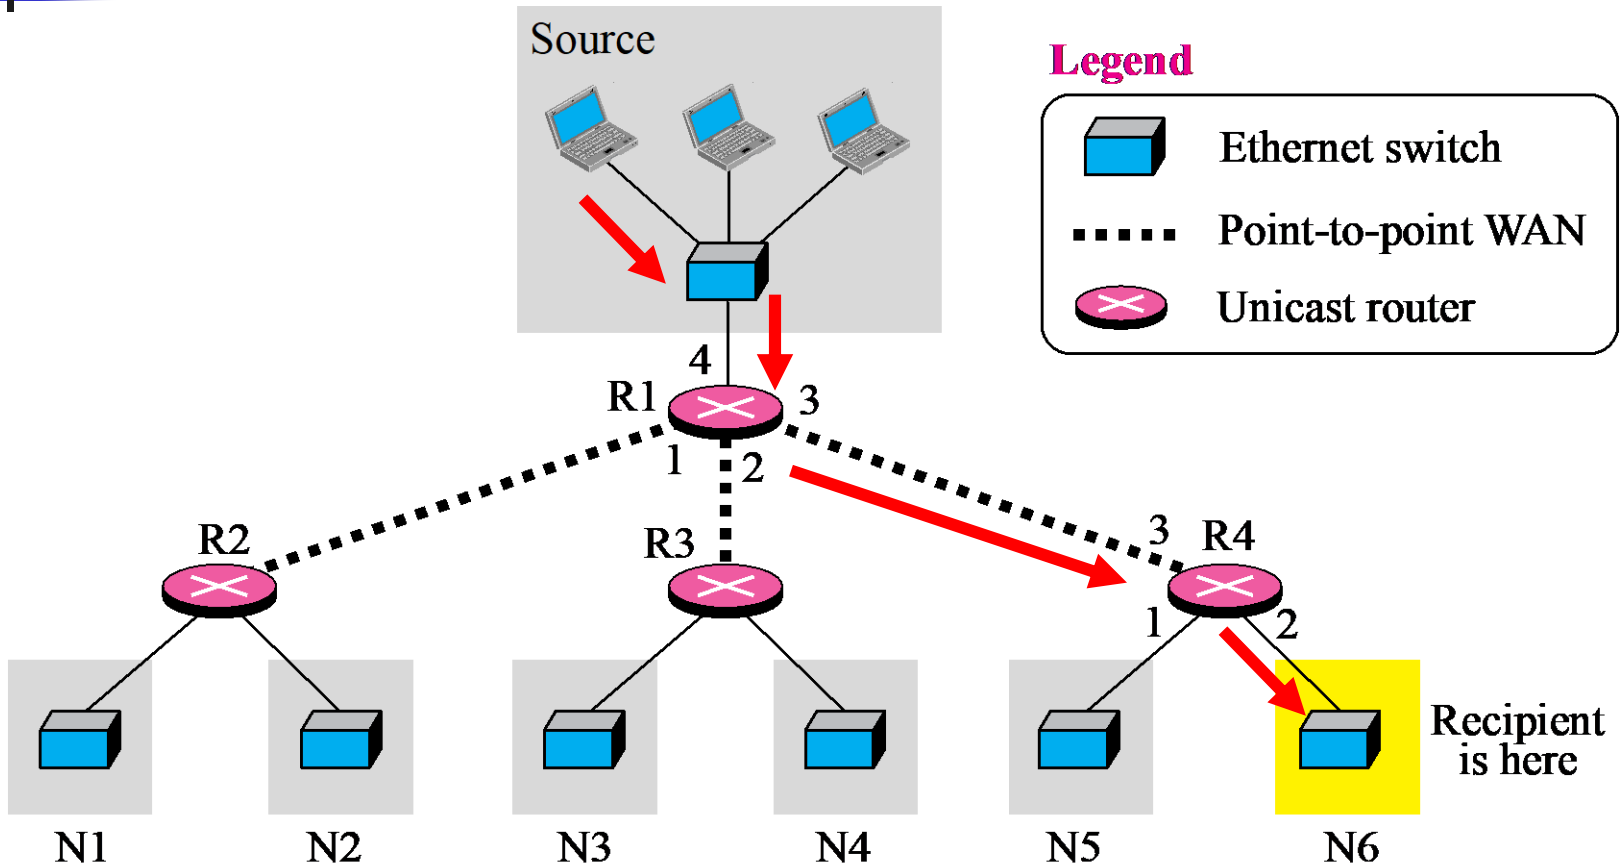 Source
Legend
Ethernet switch
Point-to-point WAN
Unicast router
4
R1
3
1
2
R2
R3
3
R4
1
2
Recipient
is here
N1
N2
N3
N4
N5
N6